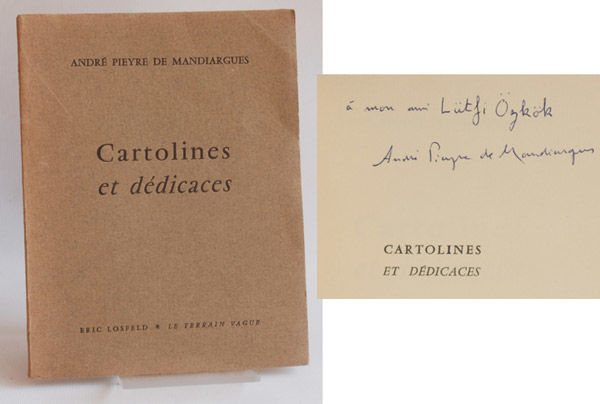 ANDRÉ PIEYRE DE MANDIARGUES
Cartolines
et dédicaces
ERIC LOSFELD * LE TERRAIN VAGUE
à mon ami Lütfi Özkök
André Pieyre de Mandiargues
CARTOLINES
ET DÉDICACES